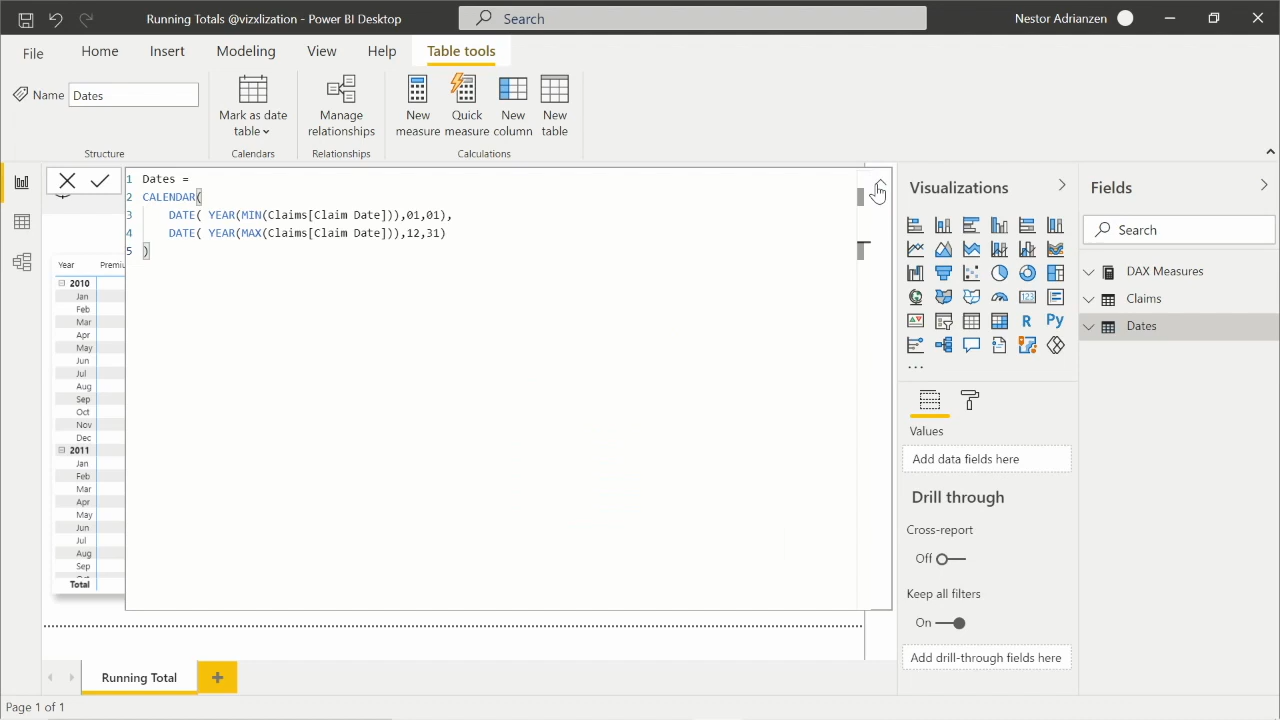 Running Totals @vizxlization - Power BI Desktop
Search
Nestor Adrianzen
File
Home
Insert
Modeling
View
Help
Table tools
Name
Dates
Mark as date
table
Manage
relationships
New
measure
Quick
measure
New
column
New
table
Structure
Calendars
Relationships
Calculations
1 Dates =
2 CALENDAR(
3 DATE( YEAR(MIN(Claims[Claim Date])),01,01),
4 DATE( YEAR(MAX(Claims[Claim Date])),12,31)
5 )
Year Premiu
2010
Jan
Feb
Mar
Apr
May
Jun
Jul
Aug
Sep
Oct
Nov
Dec
2011
Jan
Feb
Mar
Apr
May
Jun
Jul
Aug
Sep
Total
Visualizations
123
R
Py
...
Values
Add data fields here
Drill through
Cross-report
Off
Keep all filters
On
Add drill-through fields here
Fields
Search
DAX Measures
Claims
Dates
Running Total
Page 1 of 1